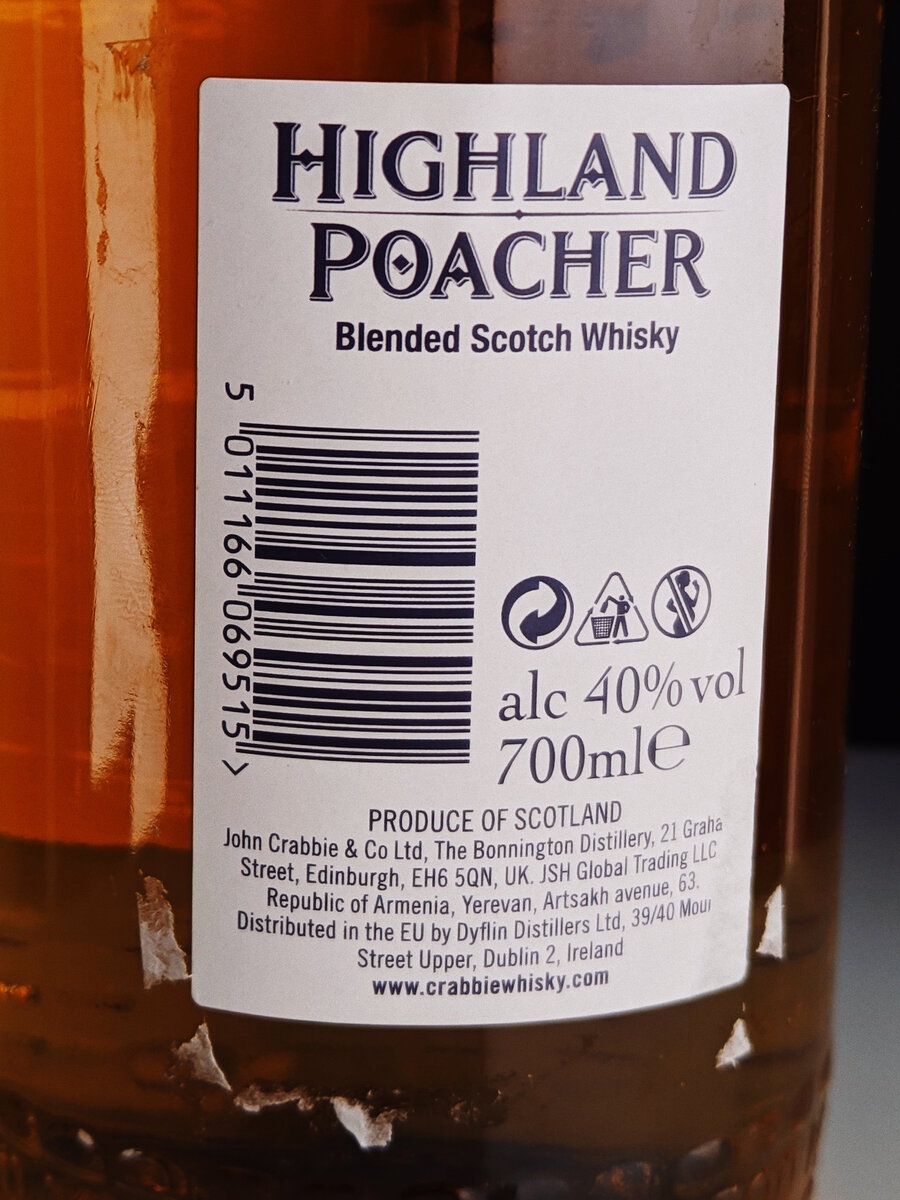 HIGHLAND
POACHER
Blended Scotch Whisky
5 011166 069515 >
alc 40% vol
700ml e
PRODUCE OF SCOTLAND
John Crabbie & Co Ltd, The Bonnington Distillery, 21 Graha
Street, Edinburgh, EH6 5QN, UK. JSH Global Trading LLC
Republic of Armenia, Yerevan, Artsakh avenue, 63.
Distributed in the EU by Dyflin Distillers Ltd, 39/40
Street Upper, Dublin 2, Ireland
www.crabbiewhisky.com